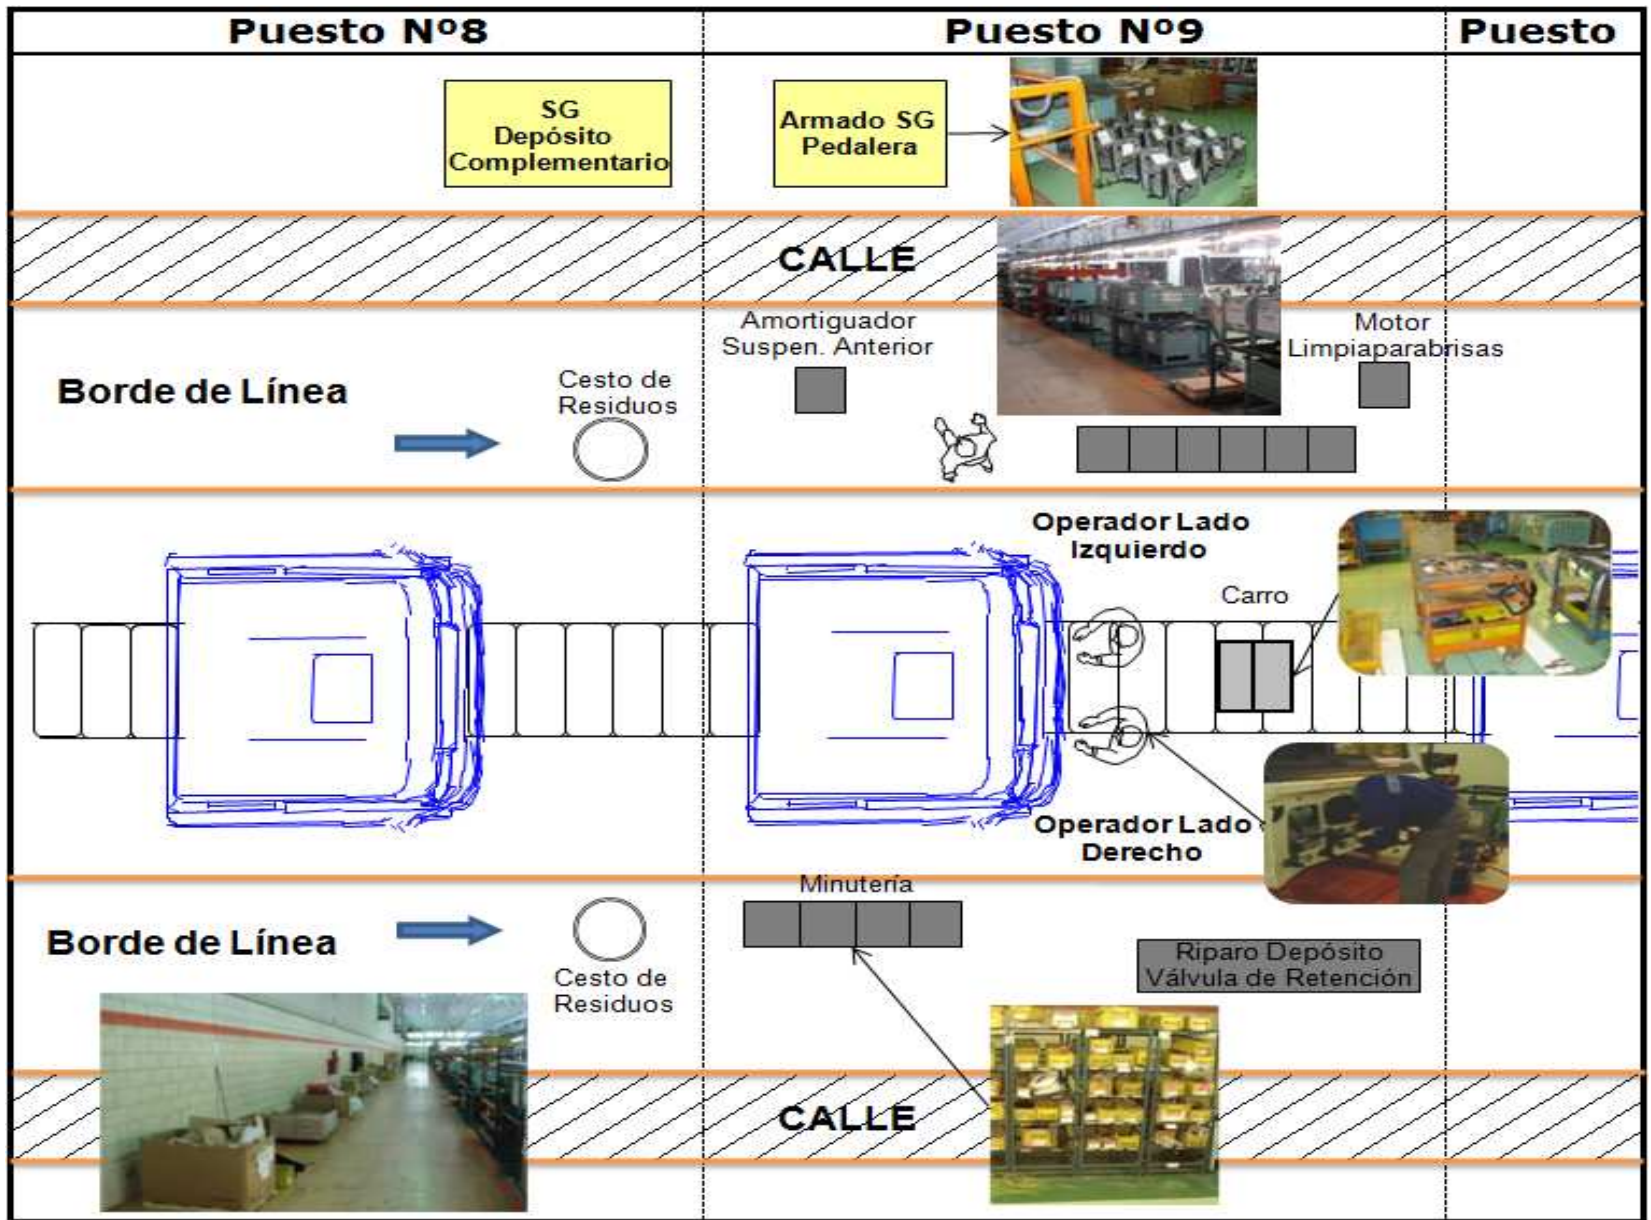 Puesto Nº8
Puesto Nº9
Puesto
SG
Depósito
Complementario
Armado SG
Pedalera
CALLE
Amortiguador
Suspen. Anterior
Motor
Limpiaparabrisas
Borde de Línea
Cesto de
Residuos
Operador Lado
Izquierdo
Carro
Operador Lado
Derecho
Minutería
Borde de Línea
Cesto de
Residuos
Riparo Depósito
Válvula de Retención
CALLE